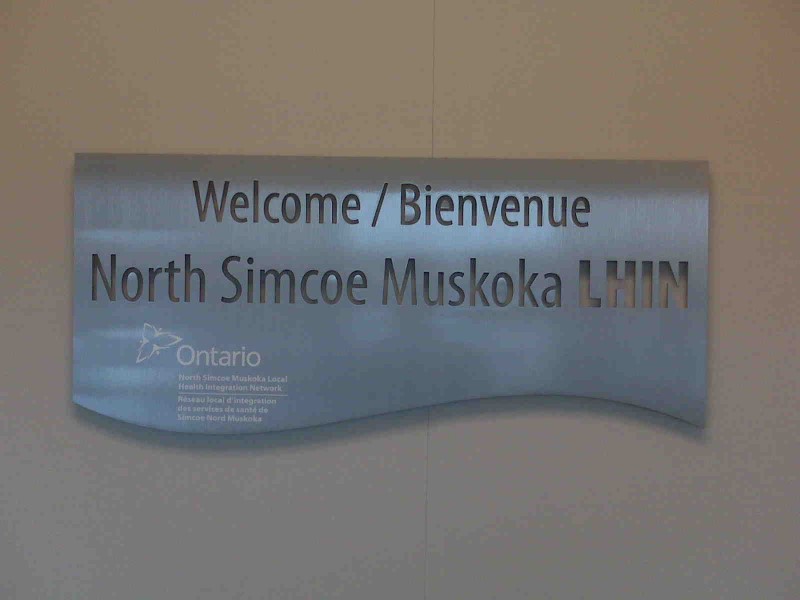 Welcome / Bienvenue
North Simcoe Muskoka LHIN
Ontario
North Simcoe Muskoka Local
Health Integration Network
Réseau local d'intégration
des services de santé de
Simcoe Nord Muskoka